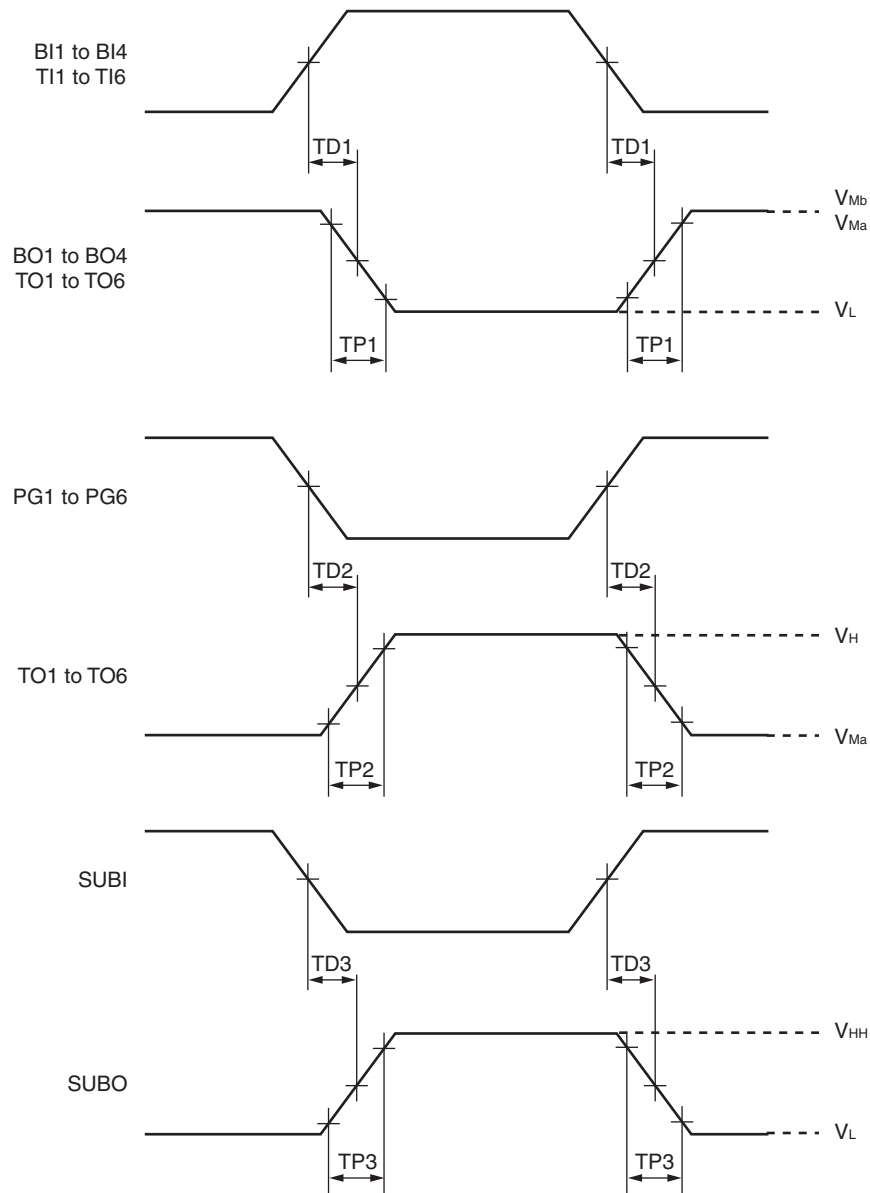 BI1 to BI4
TI1 to TI6
TD1 TD1
VMb
VMa
BO1 to BO4
TO1 to TO6
VL
TP1 TP1
PG1 to PG6
TD2 TD2
VH
TO1 to TO6
VMa
TP2 TP2
SUBI
TD3 TD3
VHH
SUBO
VL
TP3 TP3